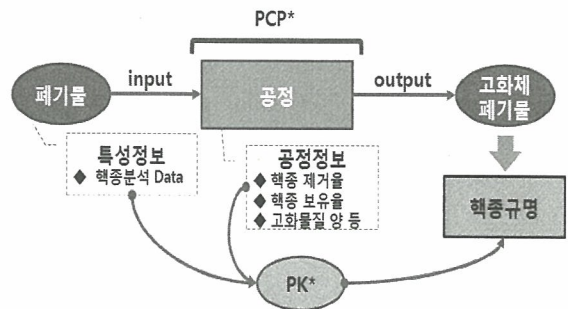 PCP*
폐기물
input
공정
output
고화체
폐기물
특성정보
◆ 핵종분석 Data
공정정보
◆ 핵종 제거율
◆ 핵종 보유율
◆ 고화물질 양 등
핵종규명
PK*